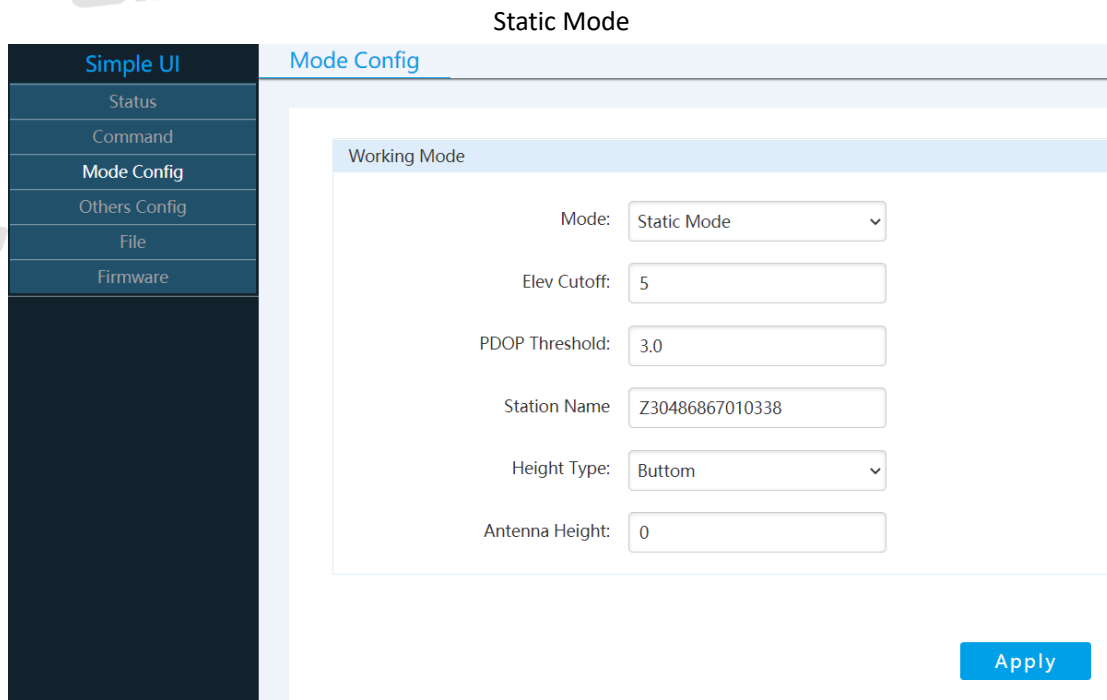 Static Mode
Simple UI
Mode Config
Status
Command
Mode Config
Others Config
File
Firmware
Working Mode
Mode: Static Mode
Elev Cutoff: 5
PDOP Threshold: 3.0
Station Name Z30486867010338
Height Type: Buttom
Antenna Height: 0
Apply